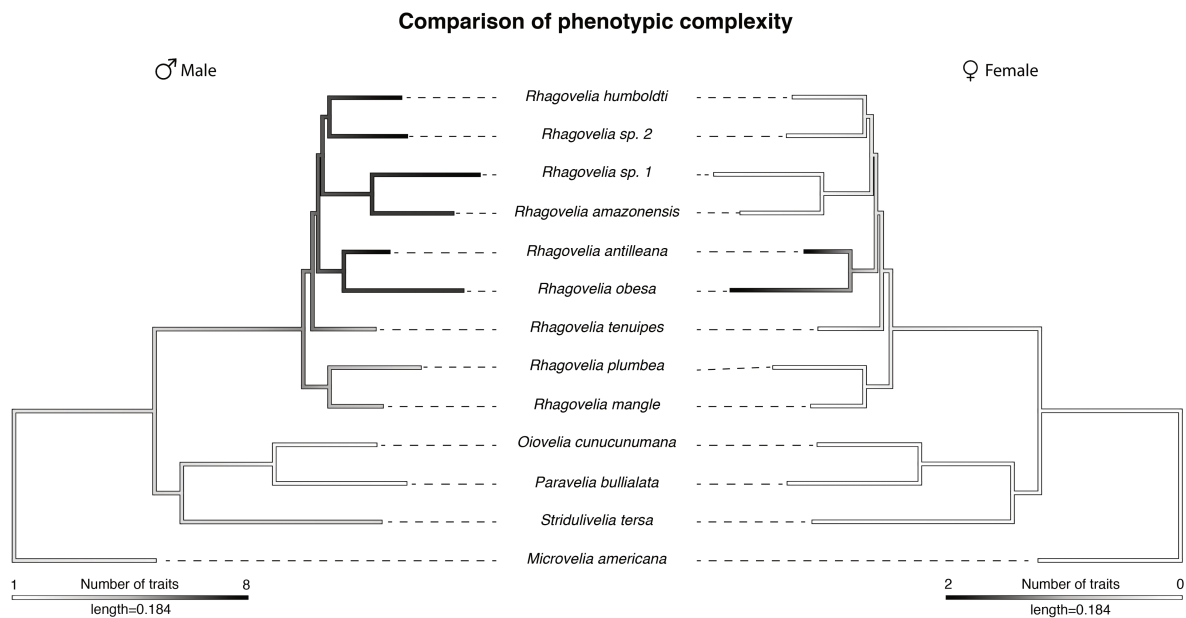 Comparison of phenotypic complexity
♂ Male
♀ Female
Rhagovelia humboldti
Rhagovelia sp. 2
Rhagovelia sp. 1
Rhagovelia amazonensis
Rhagovelia antilleana
Rhagovelia obesa
Rhagovelia tenuipes
Rhagovelia plumbea
Rhagovelia mangle
Oiovelia cunucunumana
Paravelia bullialata
Stridulivelia tersa
Microvelia americana
1 Number of traits 8
length=0.184
2 Number of traits 0
length=0.184